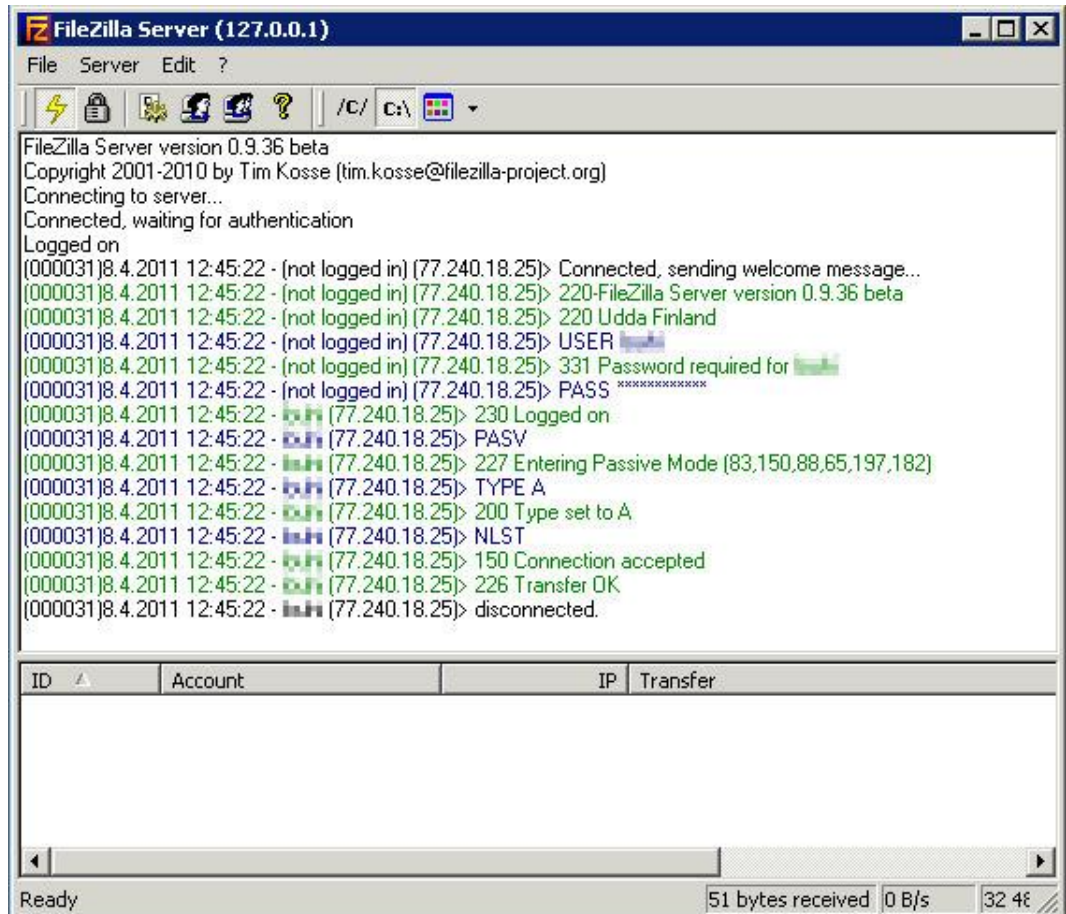 FileZilla Server (127.0.0.1)
File Server Edit ?
/C/ C:\
FileZilla Server version 0.9.36 beta
Copyright 2001-2010 by Tim Kosse (tim.kosse@filezilla-project.org)
Connecting to server...
Connected, waiting for authentication
Logged on
(000031)8.4.2011 12:45:22 - (not logged in) (77.240.18.25)> Connected, sending welcome message...
(000031)8.4.2011 12:45:22 - (not logged in) (77.240.18.25)> 220-FileZilla Server version 0.9.36 beta
(000031)8.4.2011 12:45:22 - (not logged in) (77.240.18.25)> 220 Udda Finland
(000031)8.4.2011 12:45:22 - (not logged in) (77.240.18.25)> USER
(000031)8.4.2011 12:45:22 - (not logged in) (77.240.18.25)> 331 Password required for
(000031)8.4.2011 12:45:22 - (not logged in) (77.240.18.25)> PASS ************
(000031)8.4.2011 12:45:22 - (77.240.18.25)> 230 Logged on
(000031)8.4.2011 12:45:22 - (77.240.18.25)> PASV
(000031)8.4.2011 12:45:22 - (77.240.18.25)> 227 Entering Passive Mode (83,150,88,65,197,182)
(000031)8.4.2011 12:45:22 - (77.240.18.25)> TYPE A
(000031)8.4.2011 12:45:22 - (77.240.18.25)> 200 Type set to A
(000031)8.4.2011 12:45:22 - (77.240.18.25)> NLST
(000031)8.4.2011 12:45:22 - (77.240.18.25)> 150 Connection accepted
(000031)8.4.2011 12:45:22 - (77.240.18.25)> 226 Transfer OK
(000031)8.4.2011 12:45:22 - (77.240.18.25)> disconnected.
ID Account IP Transfer
Ready 51 bytes received 0 B/s 32 48